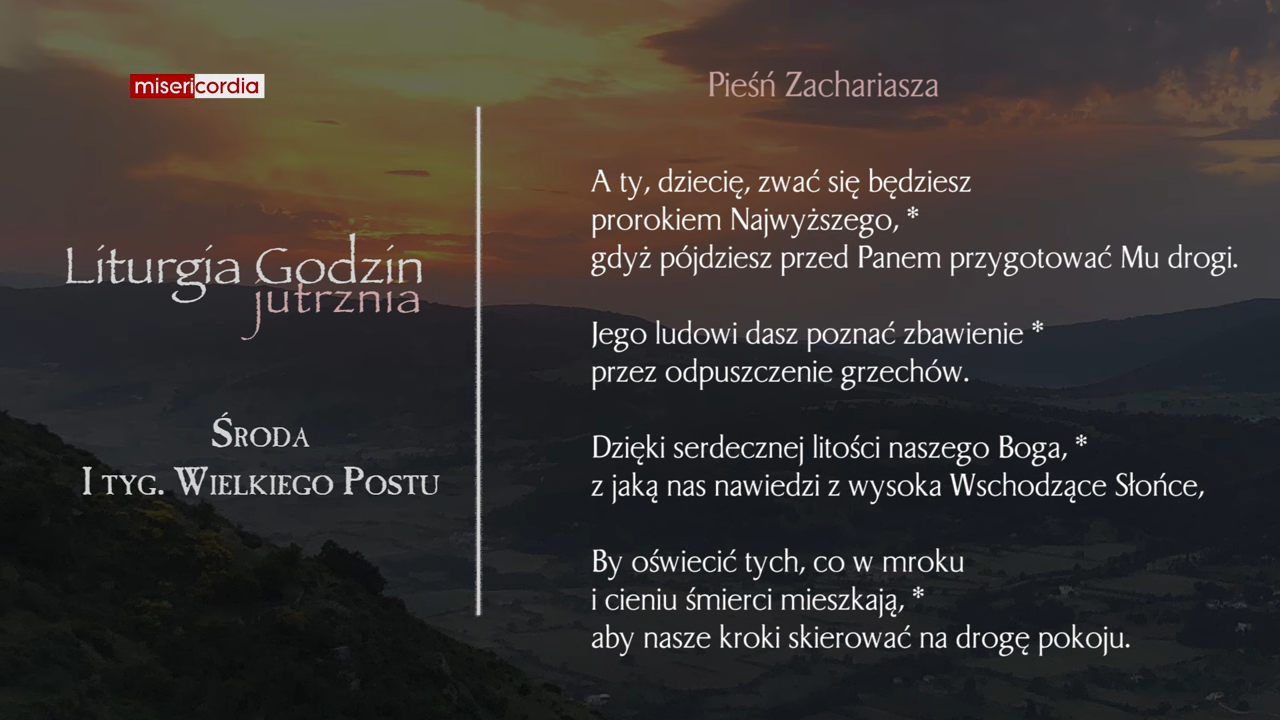 misericordia
Liturgia Godzin
jutrznia
Środa
I tyg. Wielkiego Postu
Pieśń Zachariasza
A ty, dziecię, zwać się będziesz
prorokiem Najwyższego, *
gdyż pójdziesz przed Panem przygotować Mu drogi.
Jego ludowi dasz poznać zbawienie *
przez odpuszczenie grzechów.
Dzięki serdecznej litości naszego Boga, *
z jaką nas nawiedzi z wysoka Wschodzące Słońce,
By oświecić tych, co w mroku
i cieniu śmierci mieszkają, *
aby nasze kroki skierować na drogę pokoju.